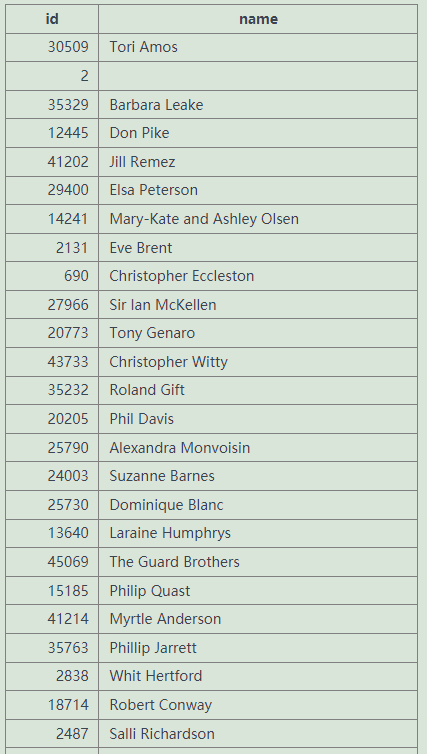 id name
30509 Tori Amos
2
35329 Barbara Leake
12445 Don Pike
41202 Jill Remez
29400 Elsa Peterson
14241 Mary-Kate and Ashley Olsen
2131 Eve Brent
690 Christopher Eccleston
27966 Sir Ian McKellen
20773 Tony Genaro
43733 Christopher Witty
35232 Roland Gift
20205 Phil Davis
25790 Alexandra Monvoisin
24003 Suzanne Barnes
25730 Dominique Blanc
13640 Laraine Humphrys
45069 The Guard Brothers
15185 Philip Quast
41214 Myrtle Anderson
35763 Phillip Jarrett
2838 Whit Hertford
18714 Robert Conway
2487 Salli Richardson